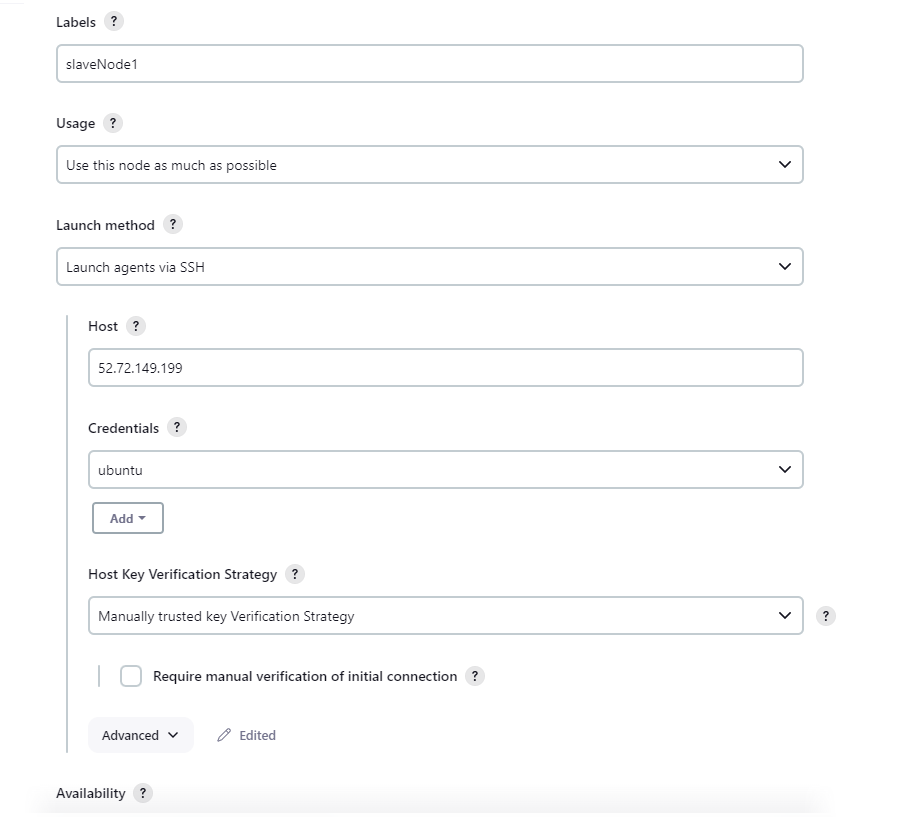 Labels ?
slaveNode1
Usage ?
Use this node as much as possible
Launch method ?
Launch agents via SSH
Host ?
52.72.149.199
Credentials ?
ubuntu
Add
Host Key Verification Strategy ?
Manually trusted key Verification Strategy ?
Require manual verification of initial connection ?
Advanced Edited
Availability ?